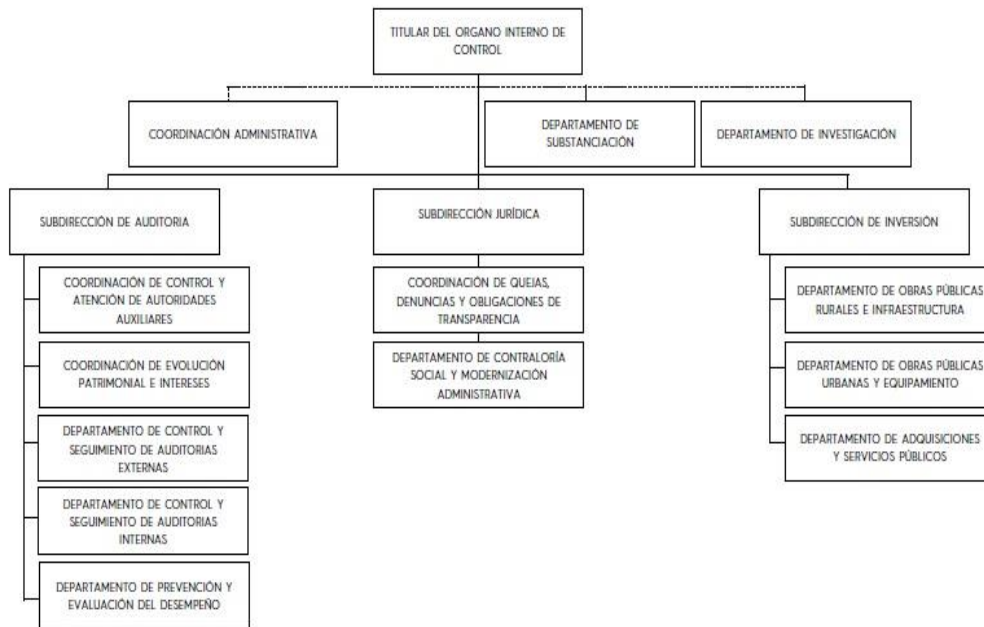 TITULAR DEL ORGANO INTERNO DE
CONTROL
COORDINACIÓN ADMINISTRATIVA
DEPARTAMENTO DE
SUBSTANCIACIÓN
DEPARTAMENTO DE INVESTIGACIÓN
SUBDIRECCIÓN DE AUDITORIA
COORDINACIÓN DE CONTROL Y
ATENCIÓN DE AUTORIDADES
AUXILIARES
COORDINACIÓN DE EVOLUCIÓN
PATRIMONIAL E INTERESES
DEPARTAMENTO DE CONTROL Y
SEGUIMIENTO DE AUDITORIAS
EXTERNAS
DEPARTAMENTO DE CONTROL Y
SEGUIMIENTO DE AUDITORIAS
INTERNAS
DEPARTAMENTO DE PREVENCIÓN Y
EVALUACIÓN DEL DESEMPEÑO
SUBDIRECCIÓN JURÍDICA
COORDINACIÓN DE QUEJAS,
DENUNCIAS Y OBLIGACIONES DE
TRANSPARENCIA
DEPARTAMENTO DE CONTRALORÍA
SOCIAL Y MODERNIZACIÓN
ADMINISTRATIVA
SUBDIRECCIÓN DE INVERSIÓN
DEPARTAMENTO DE OBRAS PÚBLICAS
RURALES E INFRAESTRUCTURA
DEPARTAMENTO DE OBRAS PÚBLICAS
URBANAS Y EQUIPAMIENTO
DEPARTAMENTO DE ADQUISICIONES
Y SERVICIOS PÚBLICOS